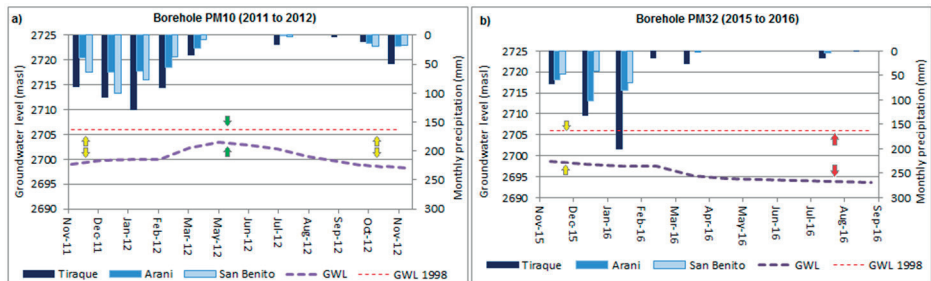 a)
Borehole PM10 (2011 to 2012)
Groundwater level (masl)
2725
2720
2715
2710
2705
2700
2695
2690
0
50
100
150
200
250
300
Monthly precipitation (mm)
Nov-11
Dec-11
Jan-12
Feb-12
Mar-12
May-12
Jun-12
Jul-12
Aug-12
Sep-12
Oct-12
Nov-12
Tiraque
Arani
San Benito
GWL
GWL 1998
b)
Borehole PM32 (2015 to 2016)
Groundwater level (masl)
2725
2720
2715
2710
2705
2700
2695
2690
0
50
100
150
200
250
300
Monthly precipitation (mm)
Nov-15
Dec-15
Jan-16
Feb-16
Mar-16
Apr-16
May-16
Jun-16
Jul-16
Aug-16
Sep-16
Tiraque
Arani
San Benito
GWL
GWL 1998